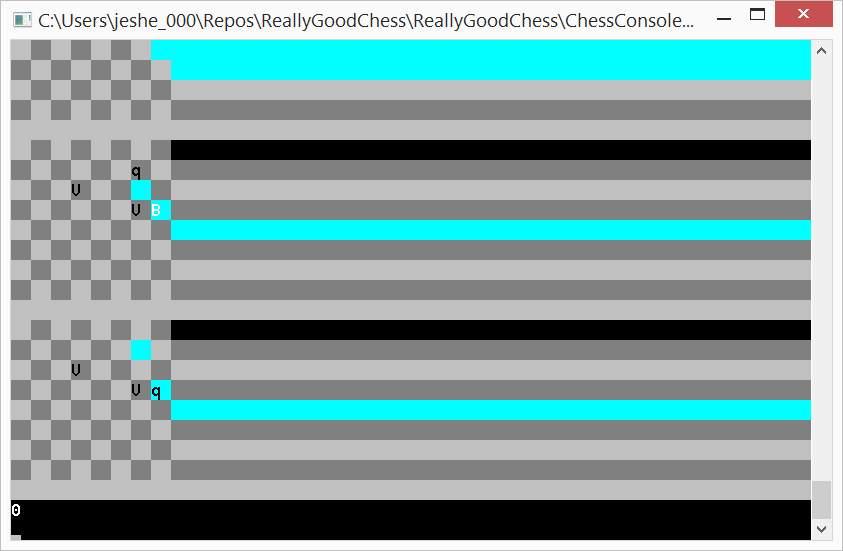 C:\Users\jeshe_000\Repos\ReallyGoodChess\ReallyGoodChess\ChessConsole...
q
V
V B
V
V q
0